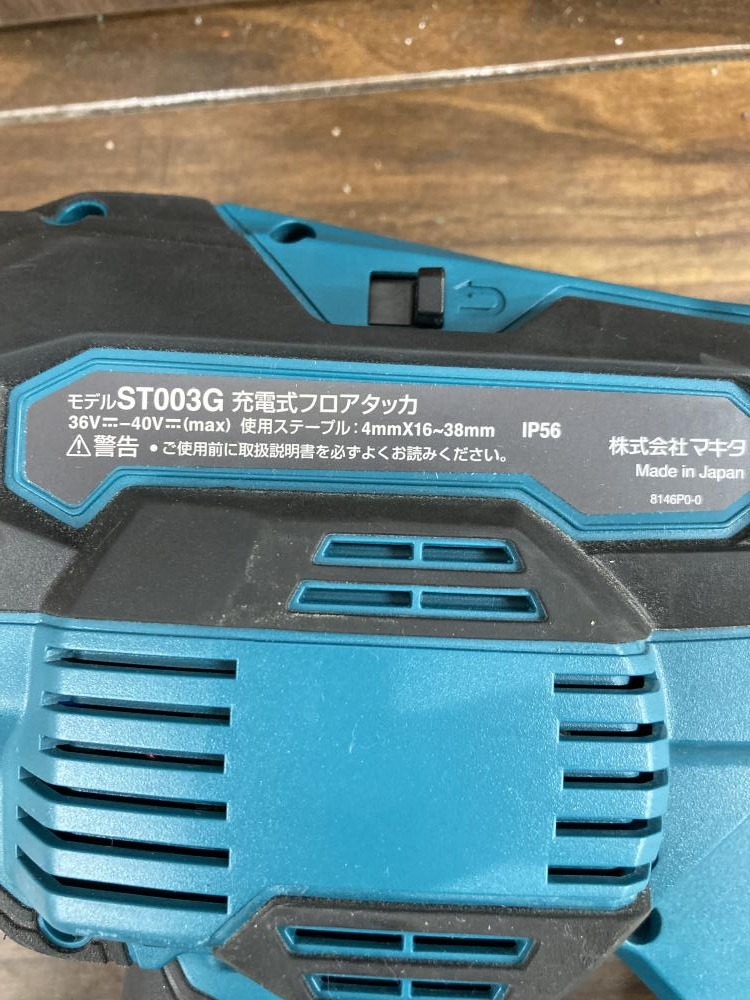 モデルST003G 充電式フロアタッカ
36V⎓-40V⎓(max) 使用ステープル:4mmX16~38mm IP56
⚠警告 •ご使用前に取扱説明書を必ずよくお読みください。
株式会社マキタ
Made in Japan
8146P0-0